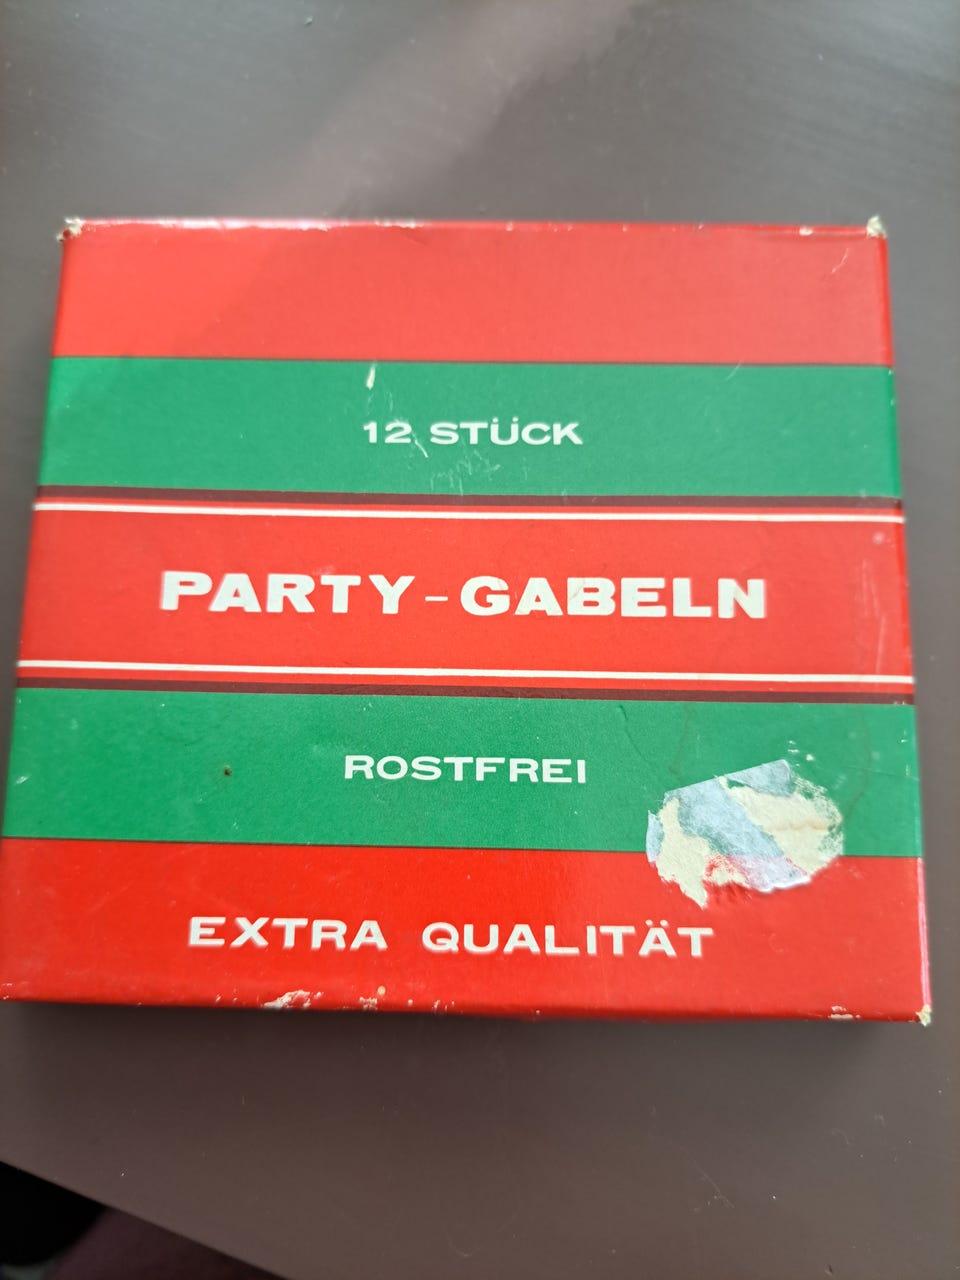 12 STÜCK
PARTY-GABELN
ROSTFREI
EXTRA QUALITÄT